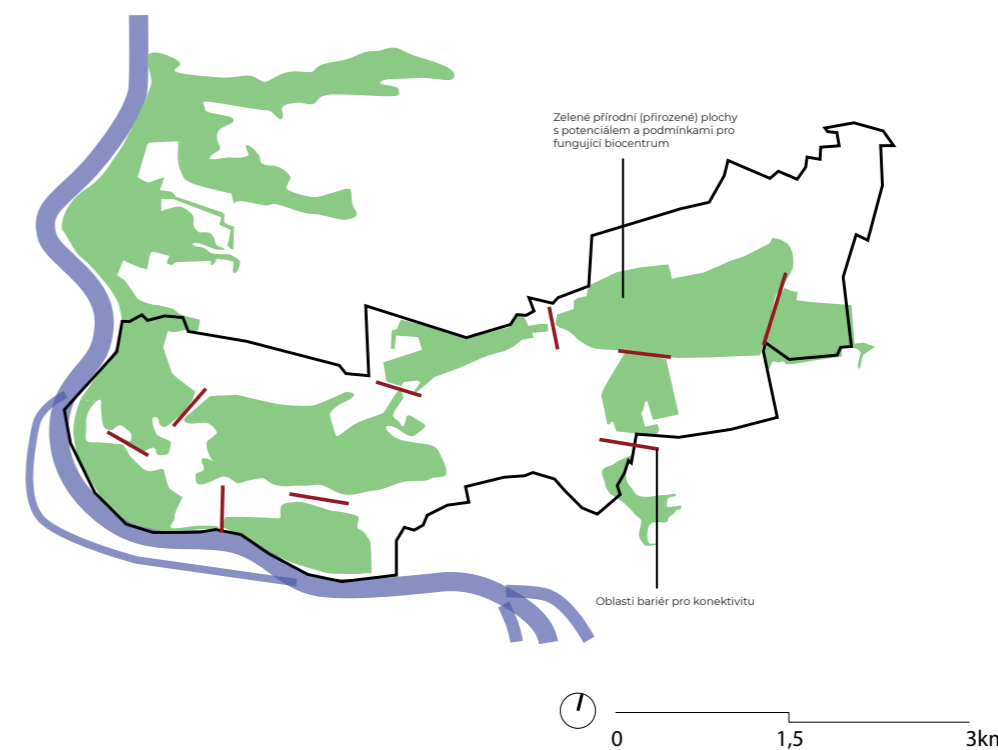 Zelené přírodní (přirozené) plochy
s potenciálem a podmínkami pro
fungující biocentrum
Oblasti bariér pro konektivitu
0 1,5 3km